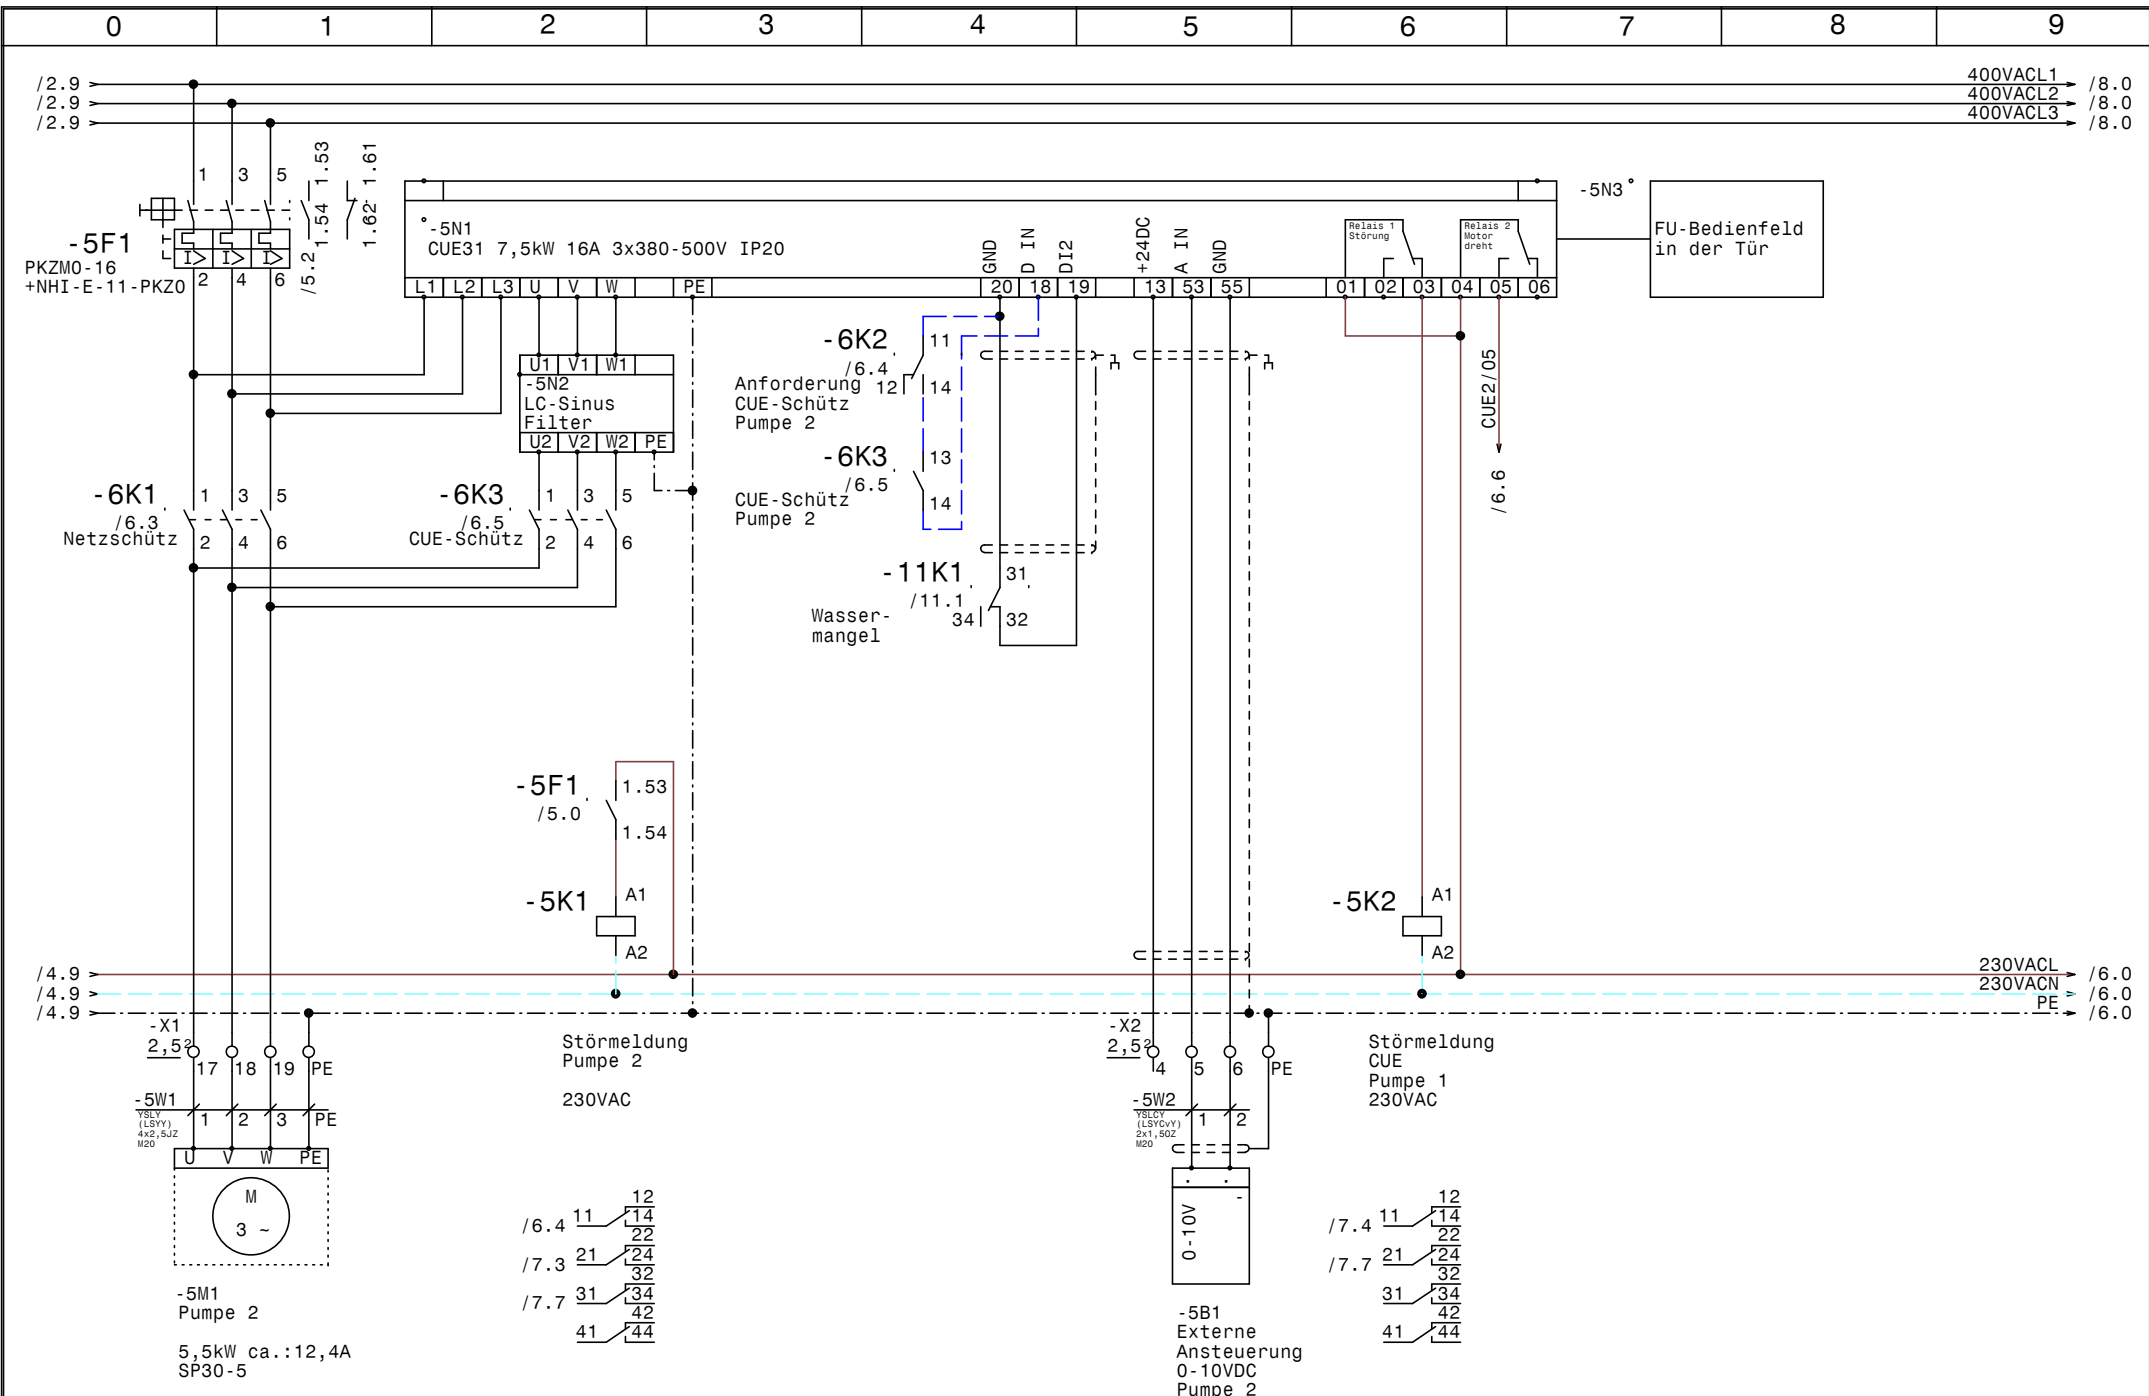 0 1 2 3 4 5 6 7 8 9
/2.9 400VACL1 /8.0
/2.9 400VACL2 /8.0
/2.9 400VACL3 /8.0
1 3 5 1.53 1.61
1.54 1.62
-5F1
PKZM0-16
+NHI-E-11-PKZ0
I> I> I>
2 4 6 /5.2
-5N1
CUE31 7,5kW 16A 3x380-500V IP20
GND D IN DI2 +24DC A IN GND
Relais 1
Störung
Relais 2
Motor
dreht
-5N3
FU-Bedienfeld
in der Tür
L1 L2 L3 U V W PE 20 18 19 13 53 55 01 02 03 04 05 06
U1 V1 W1
-5N2
LC-Sinus
Filter
U2 V2 W2 PE
-6K2 11
/6.4
12 14
Anforderung
CUE-Schütz
Pumpe 2
-6K3 13
/6.5
14
CUE-Schütz
Pumpe 2
CUE2/05
/6.6
-6K1 1 3 5
/6.3
Netzschütz 2 4 6
-6K3 1 3 5
/6.5
CUE-Schütz 2 4 6
-11K1 31
/11.1
34 32
Wasser-
mangel
-5F1 1.53
/5.0
1.54
-5K1 A1
A2
-5K2 A1
A2
/4.9 230VACL /6.0
/4.9 230VACN /6.0
/4.9 PE /6.0
-X1
2,5²
17 18 19 PE
Störmeldung
Pumpe 2
230VAC
-X2
2,5²
4 5 6 PE
Störmeldung
CUE
Pumpe 1
230VAC
-5W1
YSLY
(LSYY)
4x2,5JZ
M20
1 2 3 PE
-5W2
YSLCY
(LSYCvY)
2x1,5OZ
M20
1 2
U V W PE
M
3 ~
-5M1
Pumpe 2
5,5kW ca.:12,4A
SP30-5
12
/6.4 11 14
22
/7.3 21 24
32
/7.7 31 34
42
41 44
-
0-10V
-5B1
Externe
Ansteuerung
0-10VDC
Pumpe 2
12
/7.4 11 14
22
/7.7 21 24
32
31 34
42
41 44